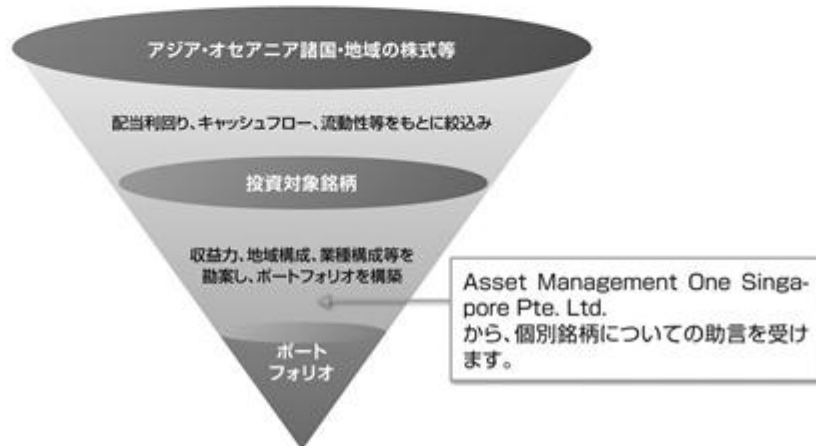 アジア・オセアニア諸国・地域の株式等
配当利回り、キャッシュフロー、流動性等をもとに絞込み
投資対象銘柄
収益力、地域構成、業種構成等を
勘案し、ポートフォリオを構築
Asset Management One Singa-
pore Pte. Ltd.
から、個別銘柄についての助言を受け
ます。
ポート
フォリオ